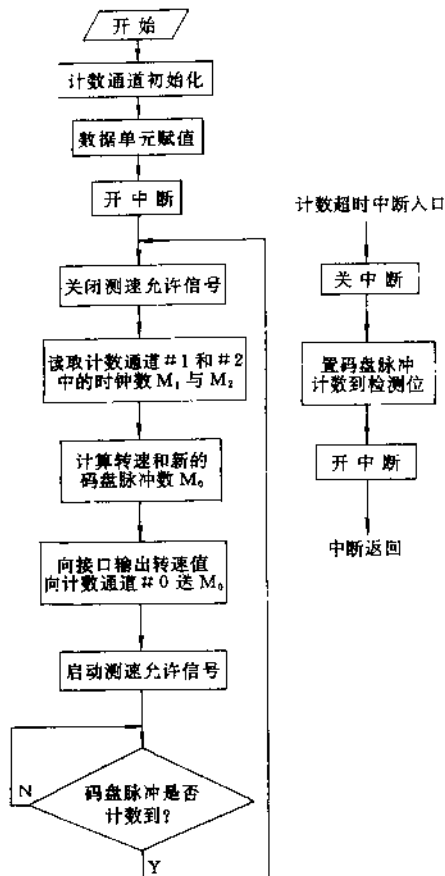 开始
计数通道初始化
数据单元赋值
开中断
关闭测速允许信号
读取计数通道#1和#2
中的时钟数M₁与M₂
计算转速和新的
码盘脉冲数M₀
向接口输出转速值
向计数通道#0送M₀
启动测速允许信号
N
码盘脉冲是否
计数到?
Y
计数超时中断入口
关中断
置码盘脉冲
计数到检测位
开中断
中断返回